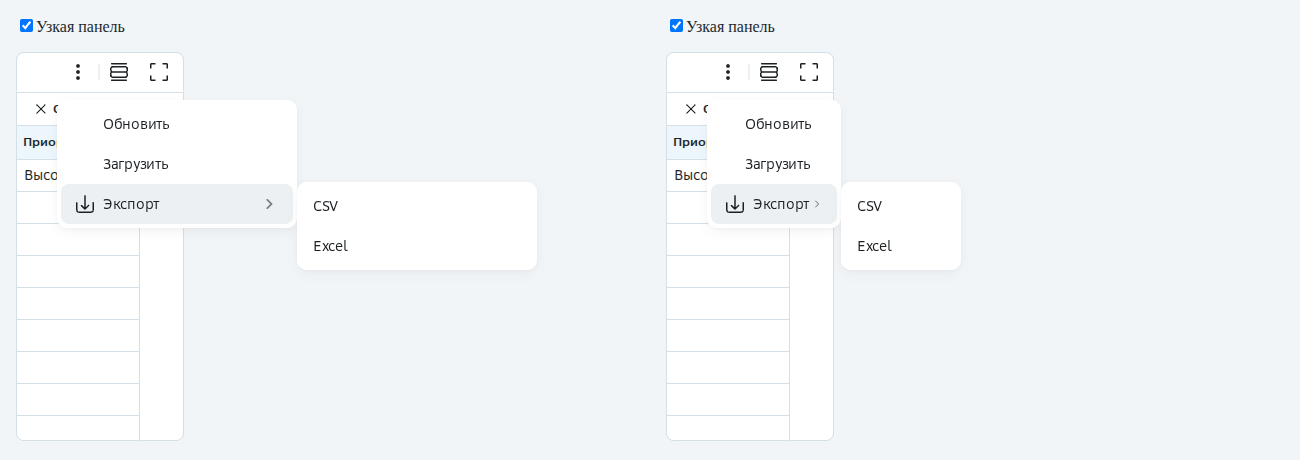 Узкая панель
Обновить
Загрузить
Высо
Экспорт
CSV
Excel
Узкая панель
Обновить
Загрузить
Высо
Экспорт
CSV
Excel